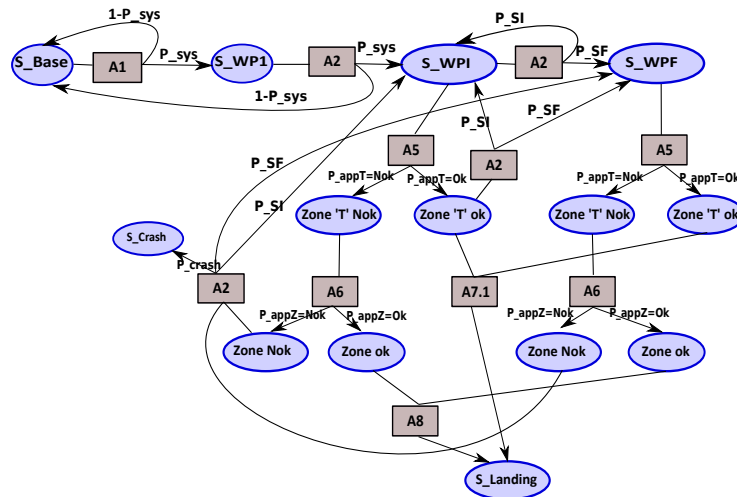 1-P_sys
P_SI
S_Base
A1
P_sys
S_WP1
A2
P_sys
S_WPI
A2
P_SF
S_WPF
1-P_sys
P_SI
P_SF
P_SF
A5
A2
A5
P_appT=Nok
P_appT=Ok
P_appT=Nok
P_appT=Ok
P_SI
Zone 'T' Nok
Zone 'T' ok
Zone 'T' Nok
Zone 'T' ok
S_Crash
P_crash
A2
A6
A7.1
A6
P_appZ=Nok
P_appZ=Ok
P_appZ=Nok
P_appZ=Ok
Zone Nok
Zone ok
Zone Nok
Zone ok
A8
S_Landing